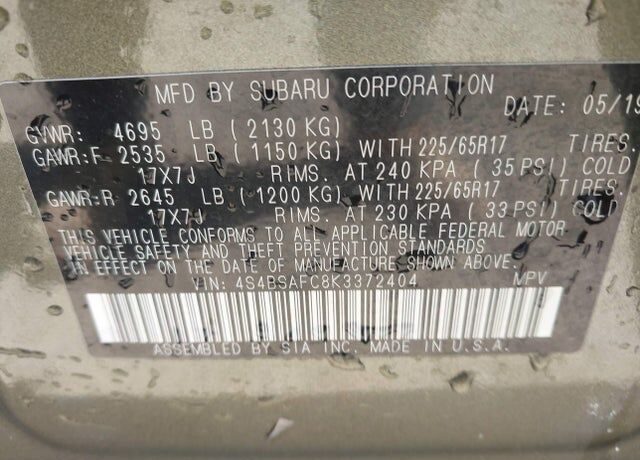 MFD BY SUBARU CORPORATION
DATE: 05/19
GVWR: 4695 LB (2130 KG)
GAWR:F 2535 LB (1150 KG) WITH 225/65R17 TIRES.
17X7J RIMS. AT 240 KPA (35 PSI) COLD
GAWR:R 2645 LB (1200 KG) WITH 225/65R17 TIRES.
17X7J RIMS. AT 230 KPA (33 PSI) COLD
THIS VEHICLE CONFORMS TO ALL APPLICABLE FEDERAL MOTOR
VEHICLE SAFETY AND THEFT PREVENTION STANDARDS
IN EFFECT ON THE DATE OF MANUFACTURE SHOWN ABOVE.
VIN: 4S4BSAFC8K3372404 MPV
ASSEMBLED BY SIA INC. MADE IN U.S.A.